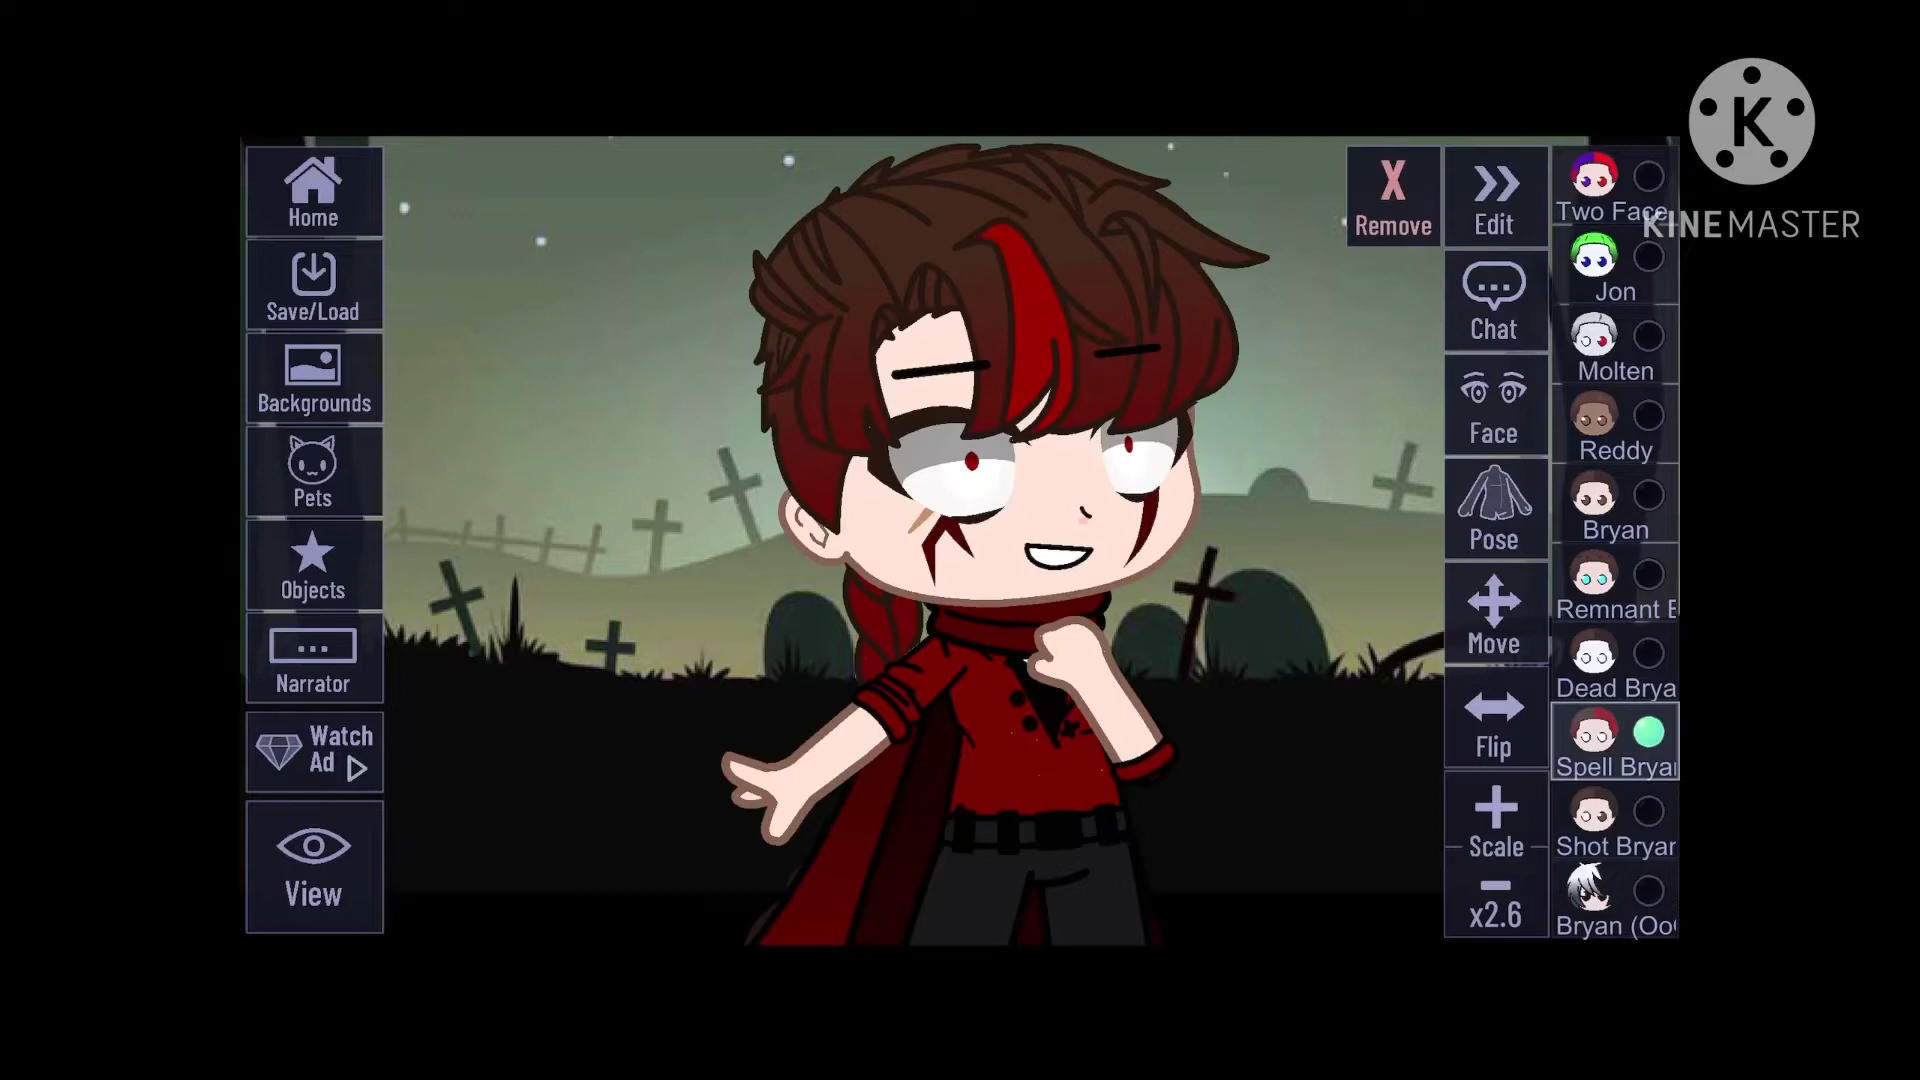 Home
Save/Load
Backgrounds
Pets
Objects
Narrator
Watch
Ad
View
X
Remove
Edit
Chat
Face
Pose
Move
Flip
Scale
x2.6
Two Face
Jon
Molten
Reddy
Bryan
Remnant E
Dead Brya
Spell Bryan
Shot Bryan
Bryan (Oo
K
KINEMASTER